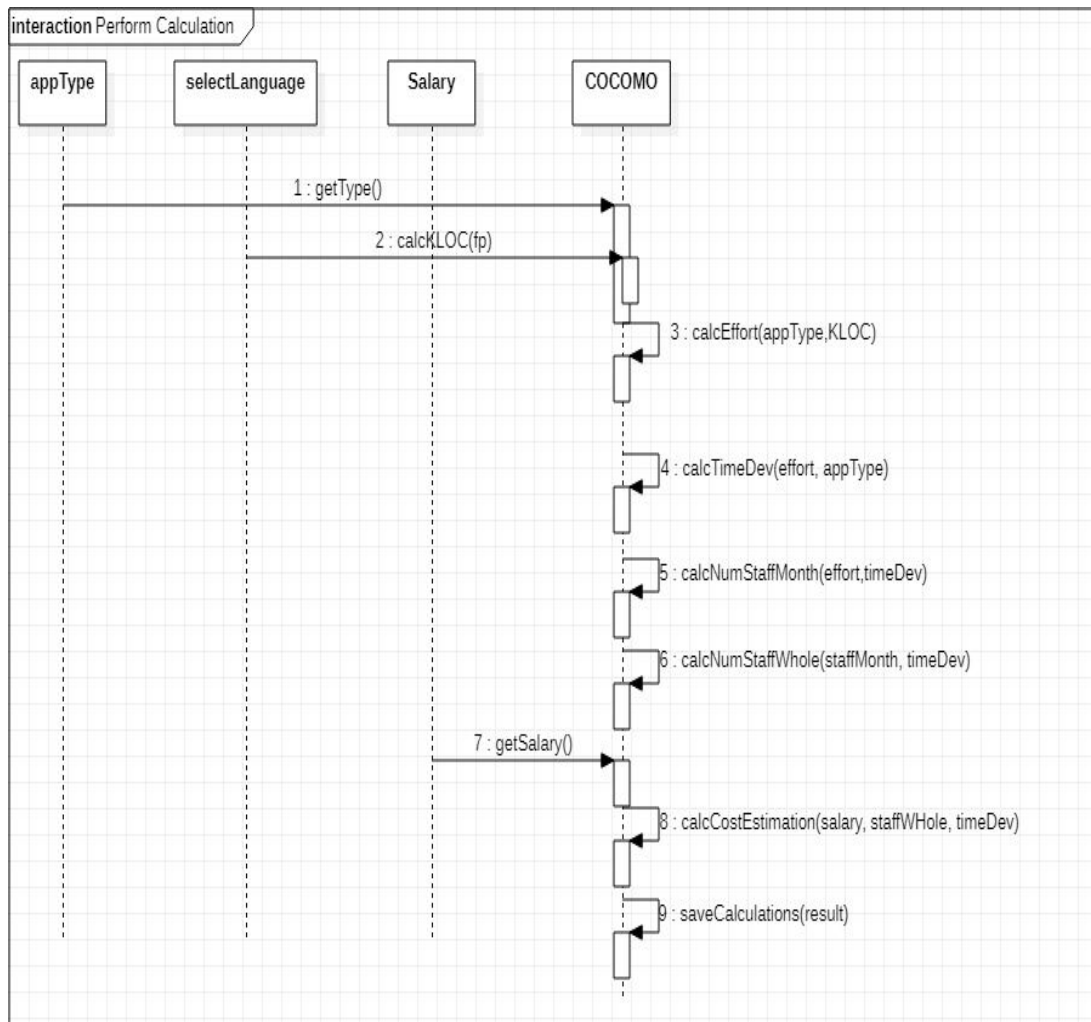 interaction Perform Calculation
appType
selectLanguage
Salary
COCOMO
1 : getType()
2 : calcKLOC(fp)
3 : calcEffort(appType,KLOC)
4 : calcTimeDev(effort, appType)
5 : calcNumStaffMonth(effort,timeDev)
6 : calcNumStaffWhole(staffMonth, timeDev)
7 : getSalary()
8 : calcCostEstimation(salary, staffWHole, timeDev)
9 : saveCalculations(result)